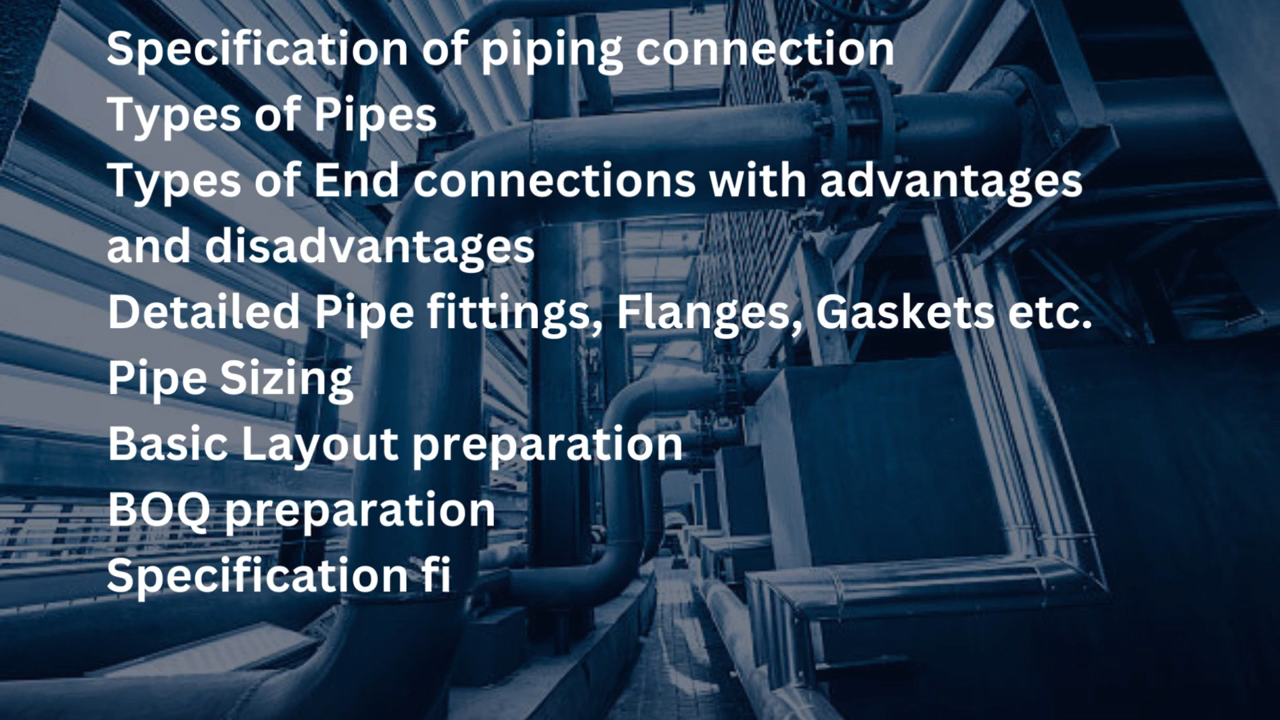 Specification of piping connection
Types of Pipes
Types of End connections with advantages
and disadvantages
Detailed Pipe fittings, Flanges, Gaskets etc.
Pipe Sizing
Basic Layout preparation
BOQ preparation
Specification fi